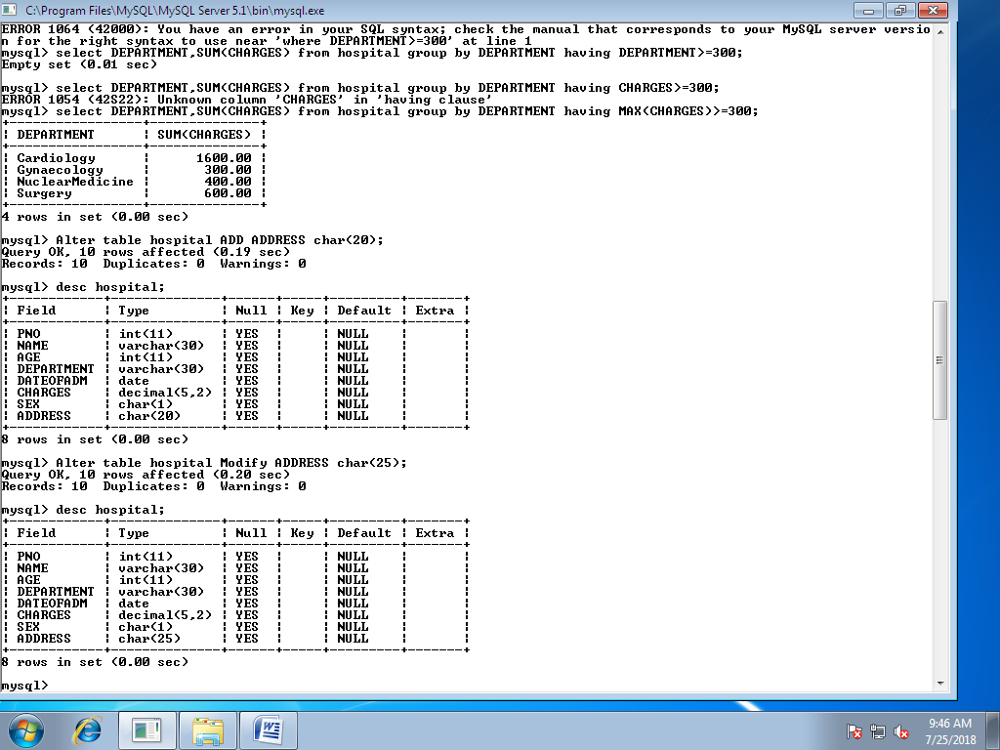 C:\Program Files\MySQL\MySQL Server 5.1\bin\mysql.exe
ERROR 1064 (42000): You have an error in your SQL syntax; check the manual that corresponds to your MySQL server versio
n for the right syntax to use near 'where DEPARTMENT>=300' at line 1
mysql> select DEPARTMENT,SUM(CHARGES) from hospital group by DEPARTMENT having DEPARTMENT>=300;
Empty set (0.01 sec)

mysql> select DEPARTMENT,SUM(CHARGES) from hospital group by DEPARTMENT having CHARGES>=300;
ERROR 1054 (42S22): Unknown column 'CHARGES' in 'having clause'
mysql> select DEPARTMENT,SUM(CHARGES) from hospital group by DEPARTMENT having MAX(CHARGES)>=300;
+----------------+--------------+
| DEPARTMENT | SUM(CHARGES) |
+----------------+--------------+
| Cardiology | 1600.00 |
| Gynaecology | 300.00 |
| NuclearMedicine | 400.00 |
| Surgery | 600.00 |
+----------------+--------------+
4 rows in set (0.00 sec)

mysql> Alter table hospital ADD ADDRESS char(20);
Query OK, 10 rows affected (0.19 sec)
Records: 10 Duplicates: 0 Warnings: 0

mysql> desc hospital;
+------------+--------------+------+-----+---------+-------+
| Field | Type | Null | Key | Default | Extra |
+------------+--------------+------+-----+---------+-------+
| PNO | int(11) | YES | | NULL | |
| NAME | varchar(30) | YES | | NULL | |
| AGE | int(11) | YES | | NULL | |
| DEPARTMENT | varchar(30) | YES | | NULL | |
| DATEOFADM | date | YES | | NULL | |
| CHARGES | decimal(5,2) | YES | | NULL | |
| SEX | char(1) | YES | | NULL | |
| ADDRESS | char(20) | YES | | NULL | |
+------------+--------------+------+-----+---------+-------+
8 rows in set (0.00 sec)

mysql> Alter table hospital Modify ADDRESS char(25);
Query OK, 10 rows affected (0.20 sec)
Records: 10 Duplicates: 0 Warnings: 0

mysql> desc hospital;
+------------+--------------+------+-----+---------+-------+
| Field | Type | Null | Key | Default | Extra |
+------------+--------------+------+-----+---------+-------+
| PNO | int(11) | YES | | NULL | |
| NAME | varchar(30) | YES | | NULL | |
| AGE | int(11) | YES | | NULL | |
| DEPARTMENT | varchar(30) | YES | | NULL | |
| DATEOFADM | date | YES | | NULL | |
| CHARGES | decimal(5,2) | YES | | NULL | |
| SEX | char(1) | YES | | NULL | |
| ADDRESS | char(25) | YES | | NULL | |
+------------+--------------+------+-----+---------+-------+
8 rows in set (0.00 sec)

mysql>
9:46 AM
7/25/2018